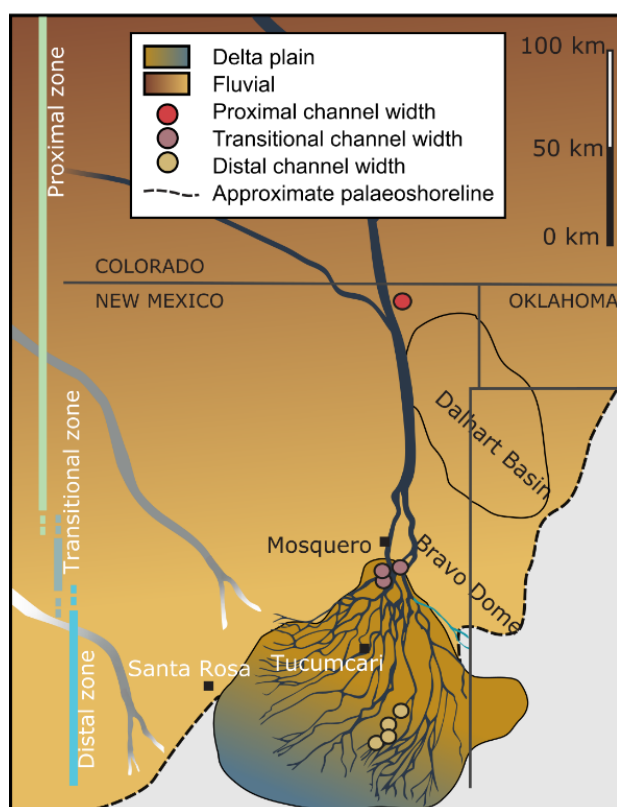 Delta plain
Fluvial
Proximal channel width
Transitional channel width
Distal channel width
Approximate palaeoshoreline
100 km
50 km
0 km
Proximal zone
Transitional zone
Distal zone
COLORADO
NEW MEXICO
OKLAHOMA
Dalhart Basin
Mosquero
Bravo Dome
Tucumcari
Santa Rosa